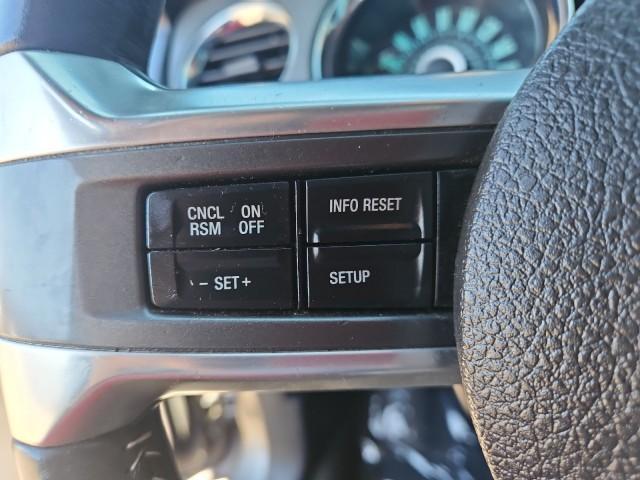 CNCL ON
RSM OFF
- SET +
INFO RESET
SETUP